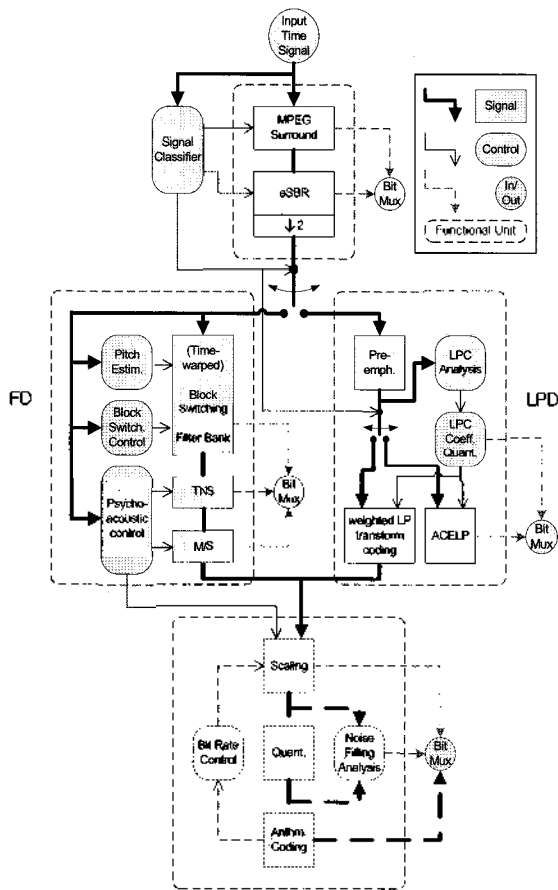 Input
Time
Signal
Signal
Classifier
MPEG
Surround
eSBR
↓2
Bit
Mux
Signal
Control
In/
Out
Functional Unit
FD
Pitch
Estim.
Block
Switch.
Control
Psycho-
acoustic
control
(Time-
warped)
Block
Switching
Filter Bank
TNS
M/S
Bit
Mux
Pre-
emph.
LPC
Analysis
LPC
Coeff.
Quant.
LPD
weighted LP
transform
coding
ACELP
Bit
Mux
Scaling
Bit Rate
Control
Quant.
Noise
Filling
Analysis
Bit
Mux
Arithm.
Coding